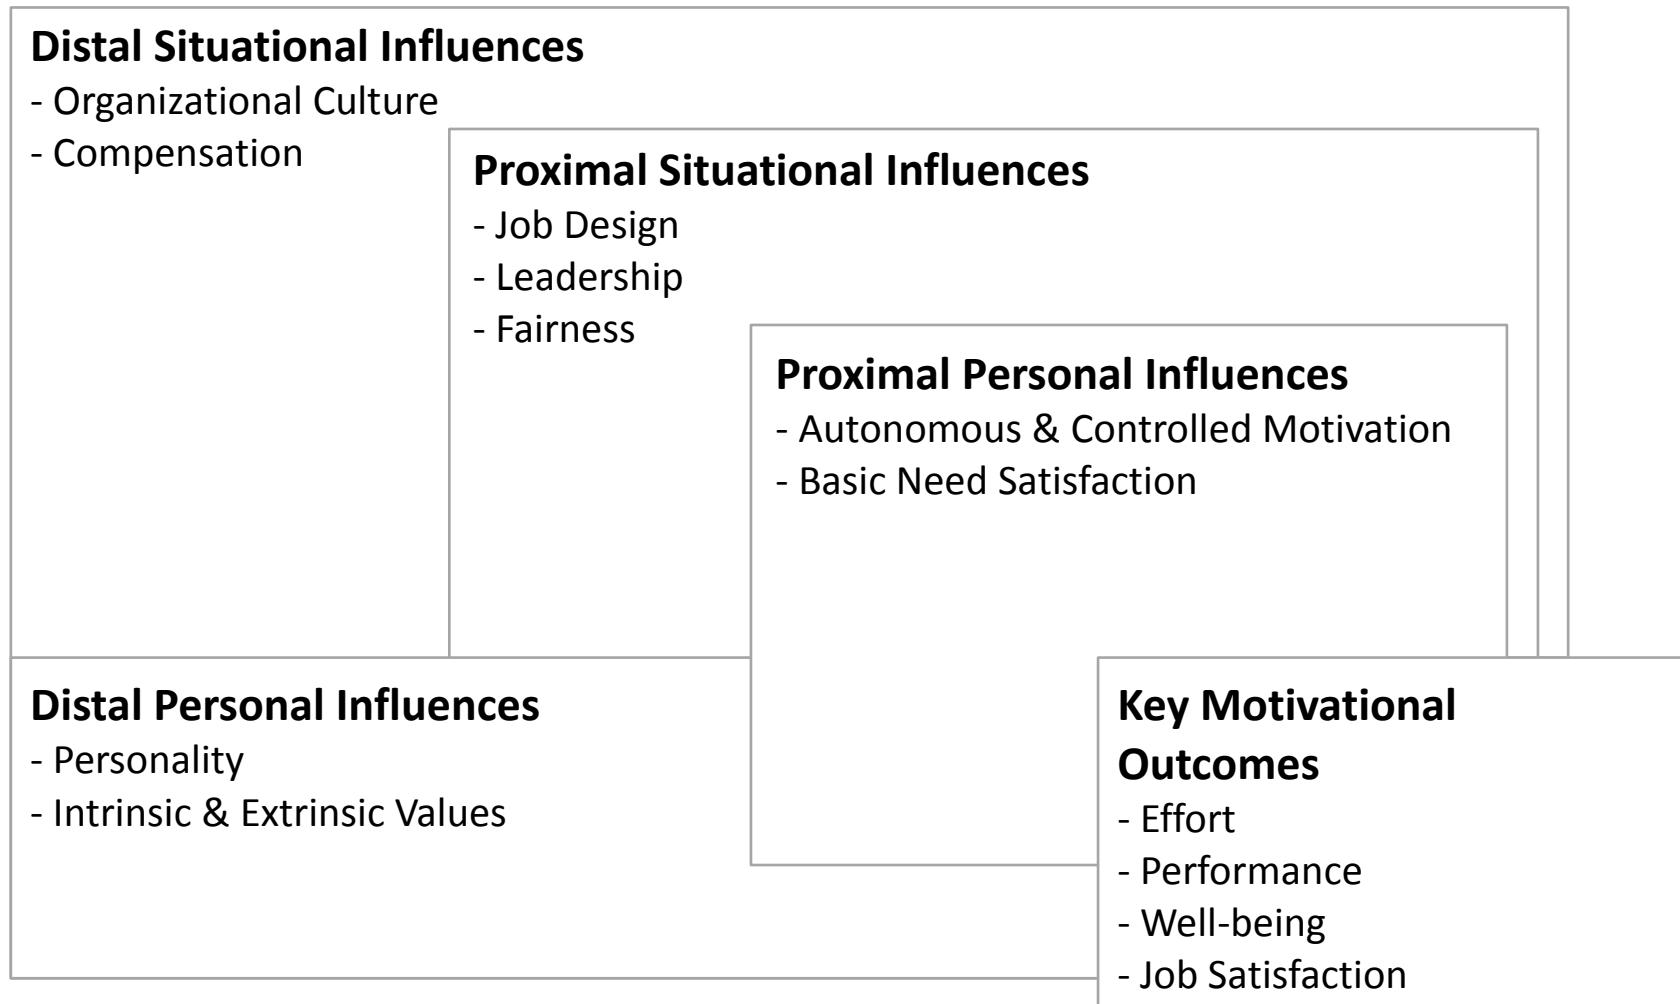 Distal Situational Influences
- Organizational Culture
- Compensation
Proximal Situational Influences
- Job Design
- Leadership
- Fairness
Proximal Personal Influences
- Autonomous & Controlled Motivation
- Basic Need Satisfaction
Distal Personal Influences
- Personality
- Intrinsic & Extrinsic Values
Key Motivational
Outcomes
- Effort
- Performance
- Well-being
- Job Satisfaction